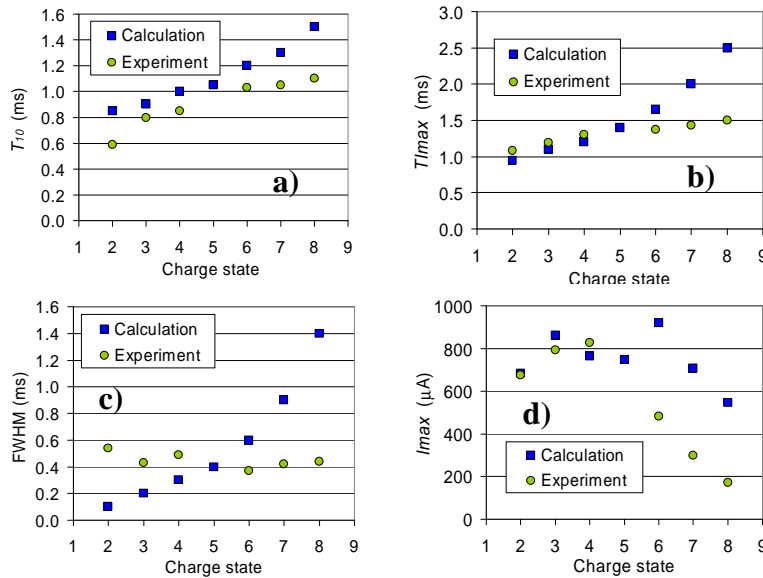 1.6
1.4
1.2
1.0
0.8
0.6
0.4
0.2
0.0
T10 (ms)
Calculation
Experiment
a)
1 2 3 4 5 6 7 8 9
Charge state
3.0
2.5
2.0
1.5
1.0
0.5
0.0
TImax (ms)
Calculation
Experiment
b)
1 2 3 4 5 6 7 8 9
Charge state
1.6
1.4
1.2
1.0
0.8
0.6
0.4
0.2
0.0
FWHM (ms)
Calculation
Experiment
c)
1 2 3 4 5 6 7 8 9
Charge state
1000
800
600
400
200
0
Imax (μA)
d)
Calculation
Experiment
1 2 3 4 5 6 7 8 9
Charge state